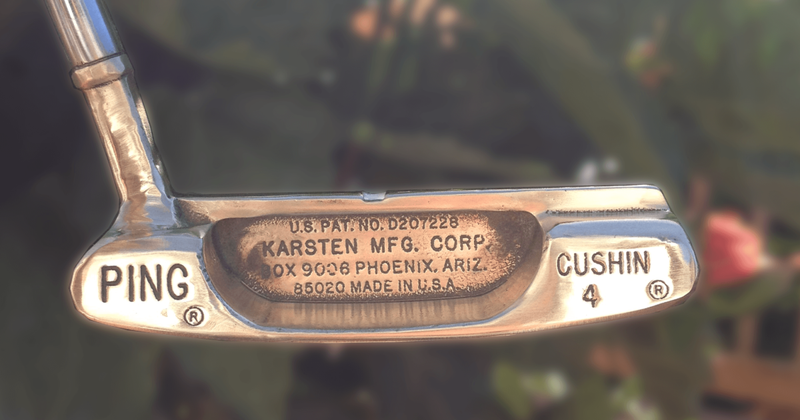 U.S. PAT. NO. D207228
KARSTEN MFG. CORP.
BOX 9006 PHOENIX, ARIZ.
85020 MADE IN U.S.A.
PING
®
CUSHIN
4 ®